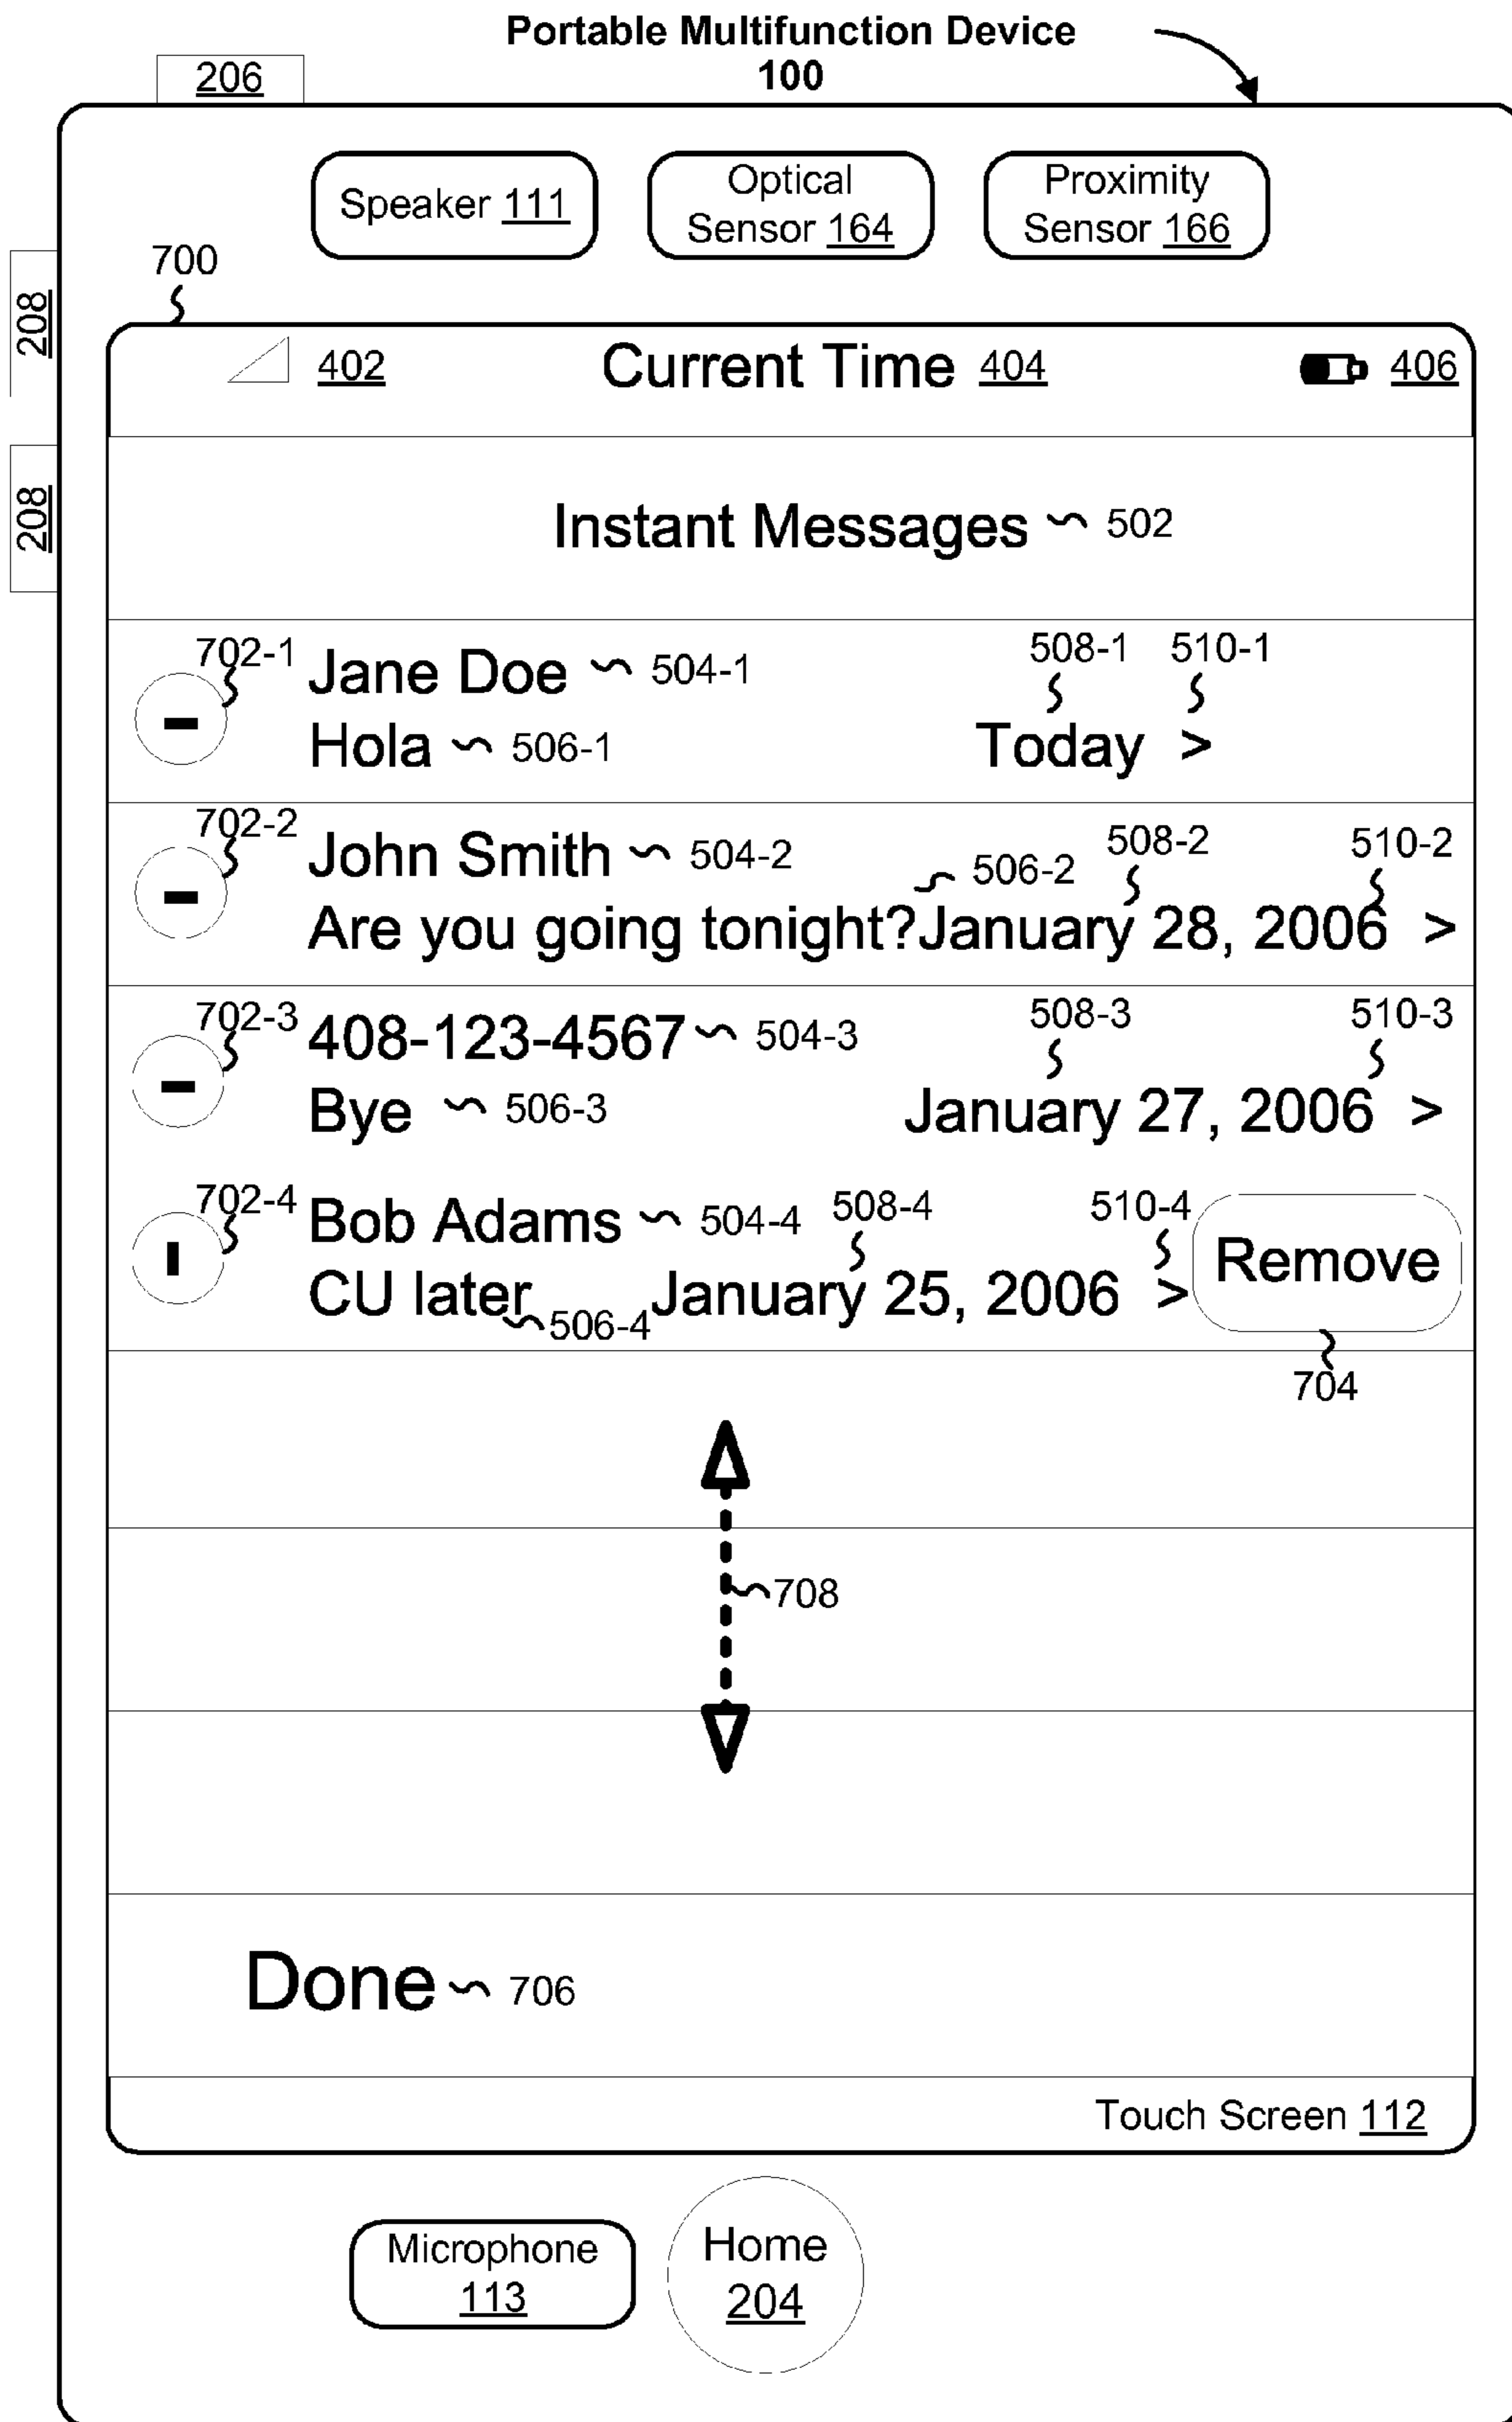 Portable Multifunction Device
100
206
Speaker 111
Optical
Sensor 164
Proximity
Sensor 166
208
208
700
402
Current Time 404
406
Instant Messages 502
702-1
Jane Doe 504-1
508-1
510-1
Hola 506-1
Today >
702-2
John Smith 504-2
506-2
508-2
510-2
Are you going tonight? January 28, 2006 >
702-3
408-123-4567 504-3
508-3
510-3
Bye 506-3
January 27, 2006 >
702-4
Bob Adams 504-4
508-4
510-4
Remove
CU later 506-4
January 25, 2006 >
704
708
Done 706
Touch Screen 112
Microphone
113
Home
204